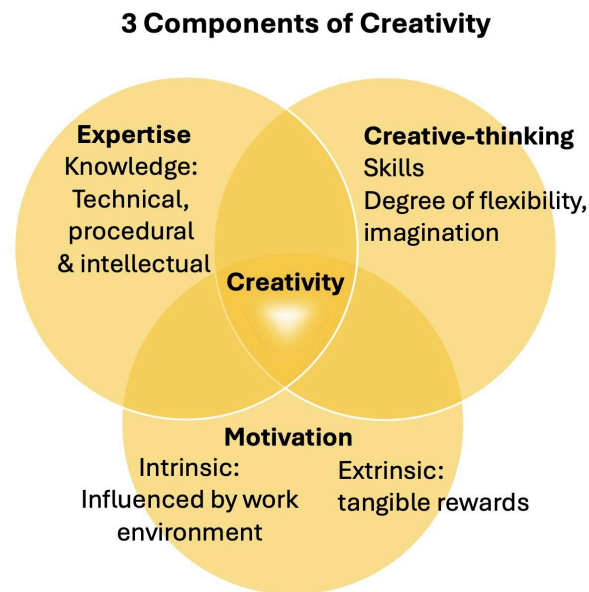 3 Components of Creativity
Expertise
Knowledge:
Technical,
procedural
& intellectual
Creative-thinking
Skills
Degree of flexibility,
imagination
Creativity
Motivation
Intrinsic:
Influenced by work
environment
Extrinsic:
tangible rewards